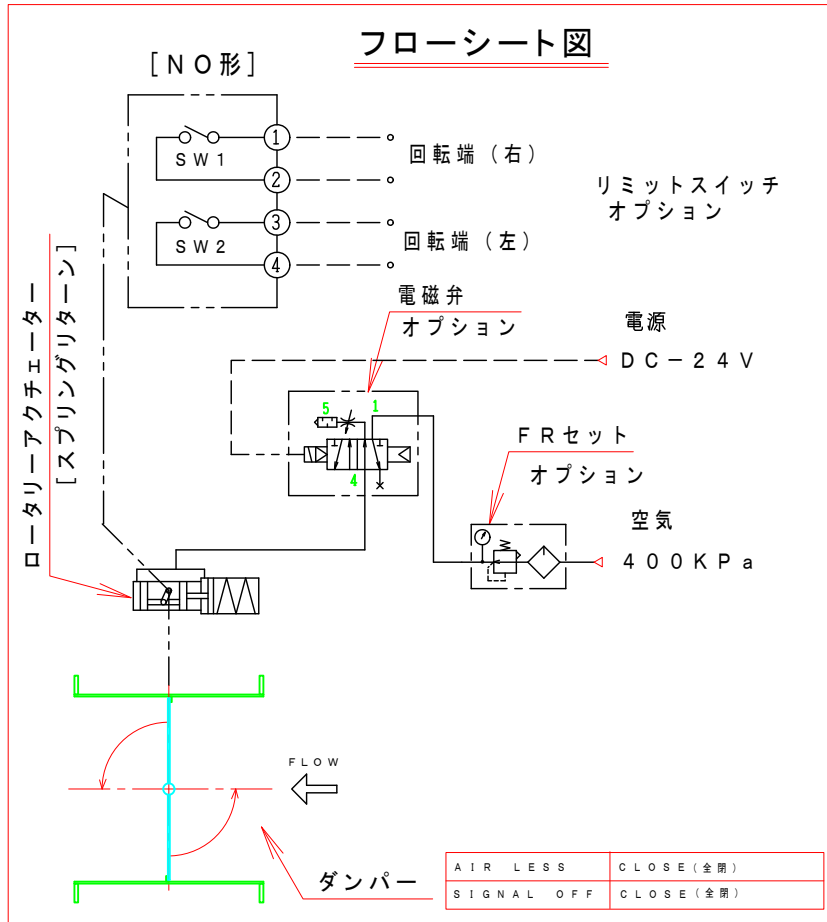 フローシート図
[NO形]
1
SW1
2
回転端(右)
3
SW2
4
回転端(左)
リミットスイッチ
オプション
ロータリーアクチェーター
[スプリングリターン]
電磁弁
オプション
電源
DC-24V
5
1
4
FRセット
オプション
空気
400KPa
FLOW
ダンパー
AIR LESS CLOSE(全閉)
SIGNAL OFF CLOSE(全閉)